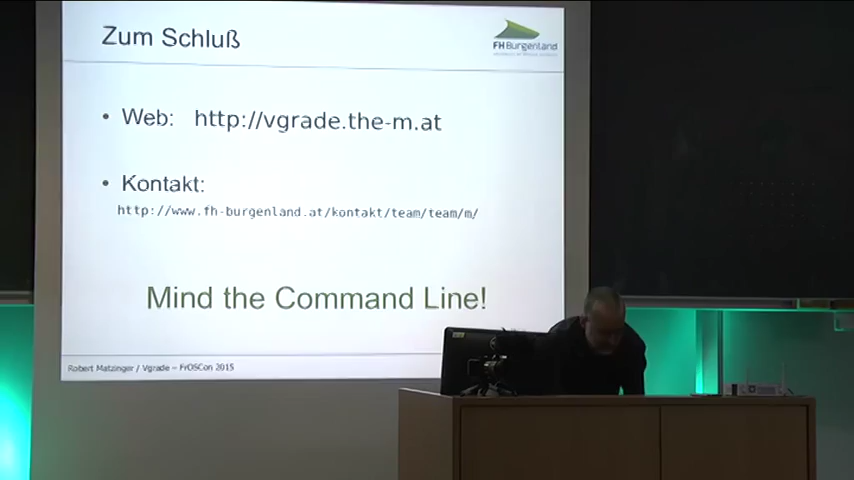 Zum Schluß
FH Burgenland
• Web: http://vgrade.the-m.at
• Kontakt:
http://www.fh-burgenland.at/kontakt/team/team/m/
Mind the Command Line!
Robert Matzinger / Vgrade – FrOSCon 2015